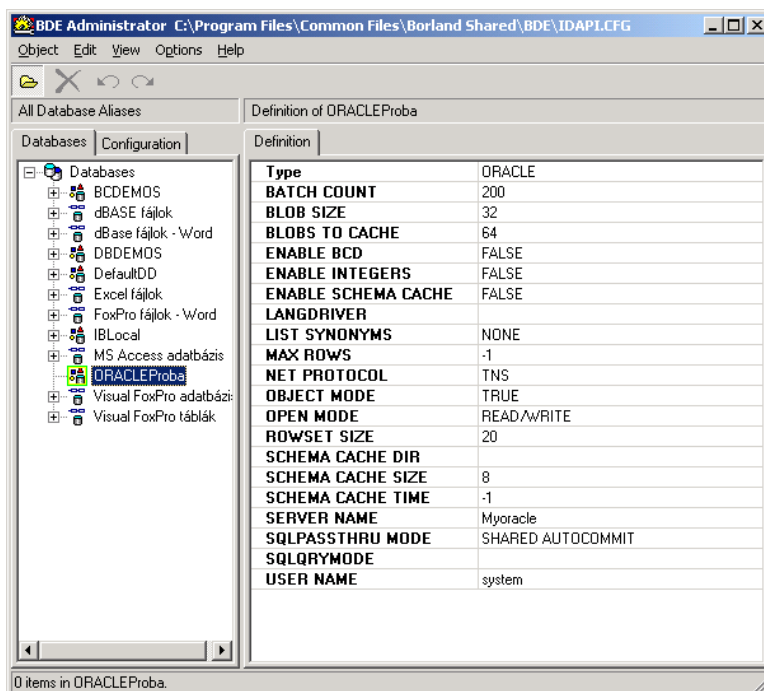 BDE Administrator C:\Program Files\Common Files\Borland Shared\BDE\IDAPI.CFG
Object Edit View Options Help
All Database Aliases
Definition of ORACLEProba
Databases Configuration
Definition
Databases
BCDEMOS
dBASE fájlok
dBase fájlok - Word
DBDEMOS
DefaultDD
Excel fájlok
FoxPro fájlok - Word
IBLocal
MS Access adatbázis
ORACLEProba
Visual FoxPro adatbázi
Visual FoxPro táblák
Type ORACLE
BATCH COUNT 200
BLOB SIZE 32
BLOBS TO CACHE 64
ENABLE BCD FALSE
ENABLE INTEGERS FALSE
ENABLE SCHEMA CACHE FALSE
LANGDRIVER
LIST SYNONYMS NONE
MAX ROWS -1
NET PROTOCOL TNS
OBJECT MODE TRUE
OPEN MODE READ/WRITE
ROWSET SIZE 20
SCHEMA CACHE DIR
SCHEMA CACHE SIZE 8
SCHEMA CACHE TIME -1
SERVER NAME Myoracle
SQLPASSTHRU MODE SHARED AUTOCOMMIT
SQLQRYMODE
USER NAME system
0 items in ORACLEProba.